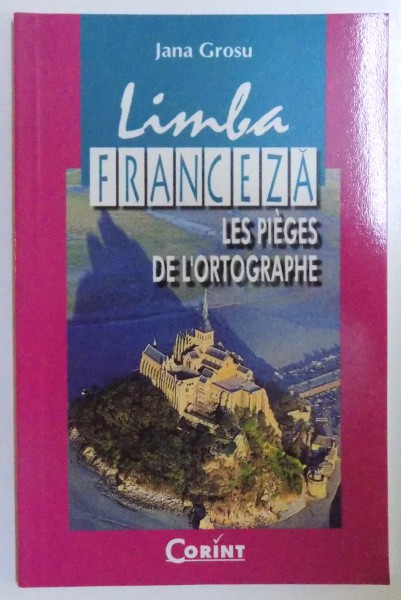 Jana Grosu
Limba
FRANCEZĂ
LES PIÈGES
DE L'ORTOGRAPHE
CORINT